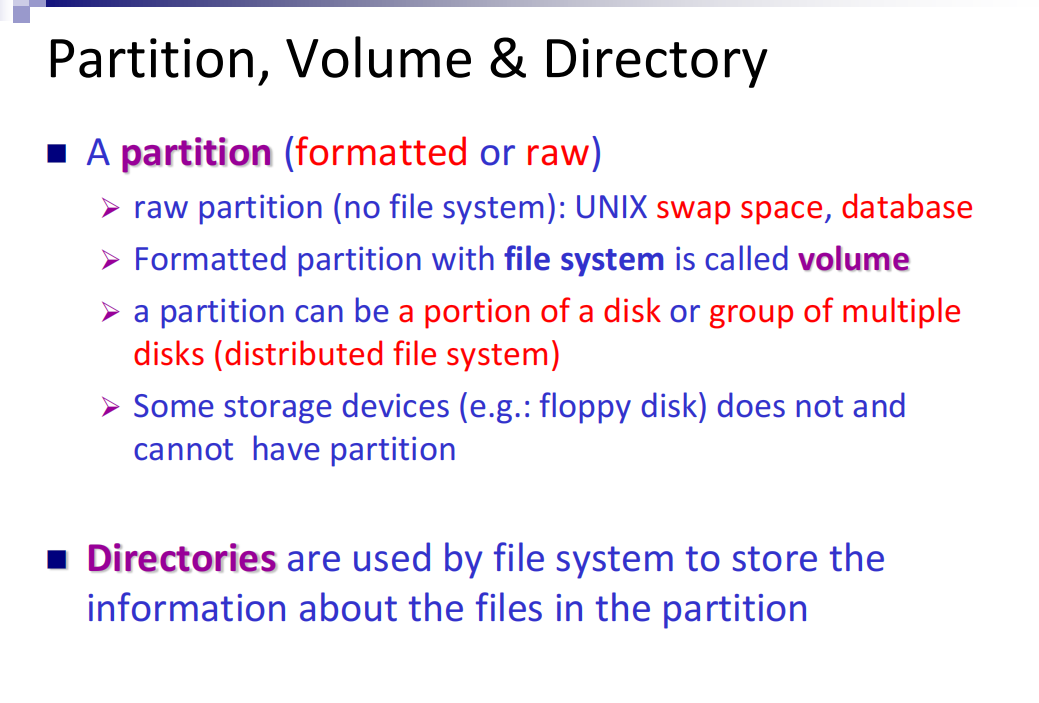 Partition, Volume & Directory
A partition (formatted or raw)
raw partition (no file system): UNIX swap space, database
Formatted partition with file system is called volume
a partition can be a portion of a disk or group of multiple
disks (distributed file system)
Some storage devices (e.g.: floppy disk) does not and
cannot  have partition
Directories are used by file system to store the
information about the files in the partition